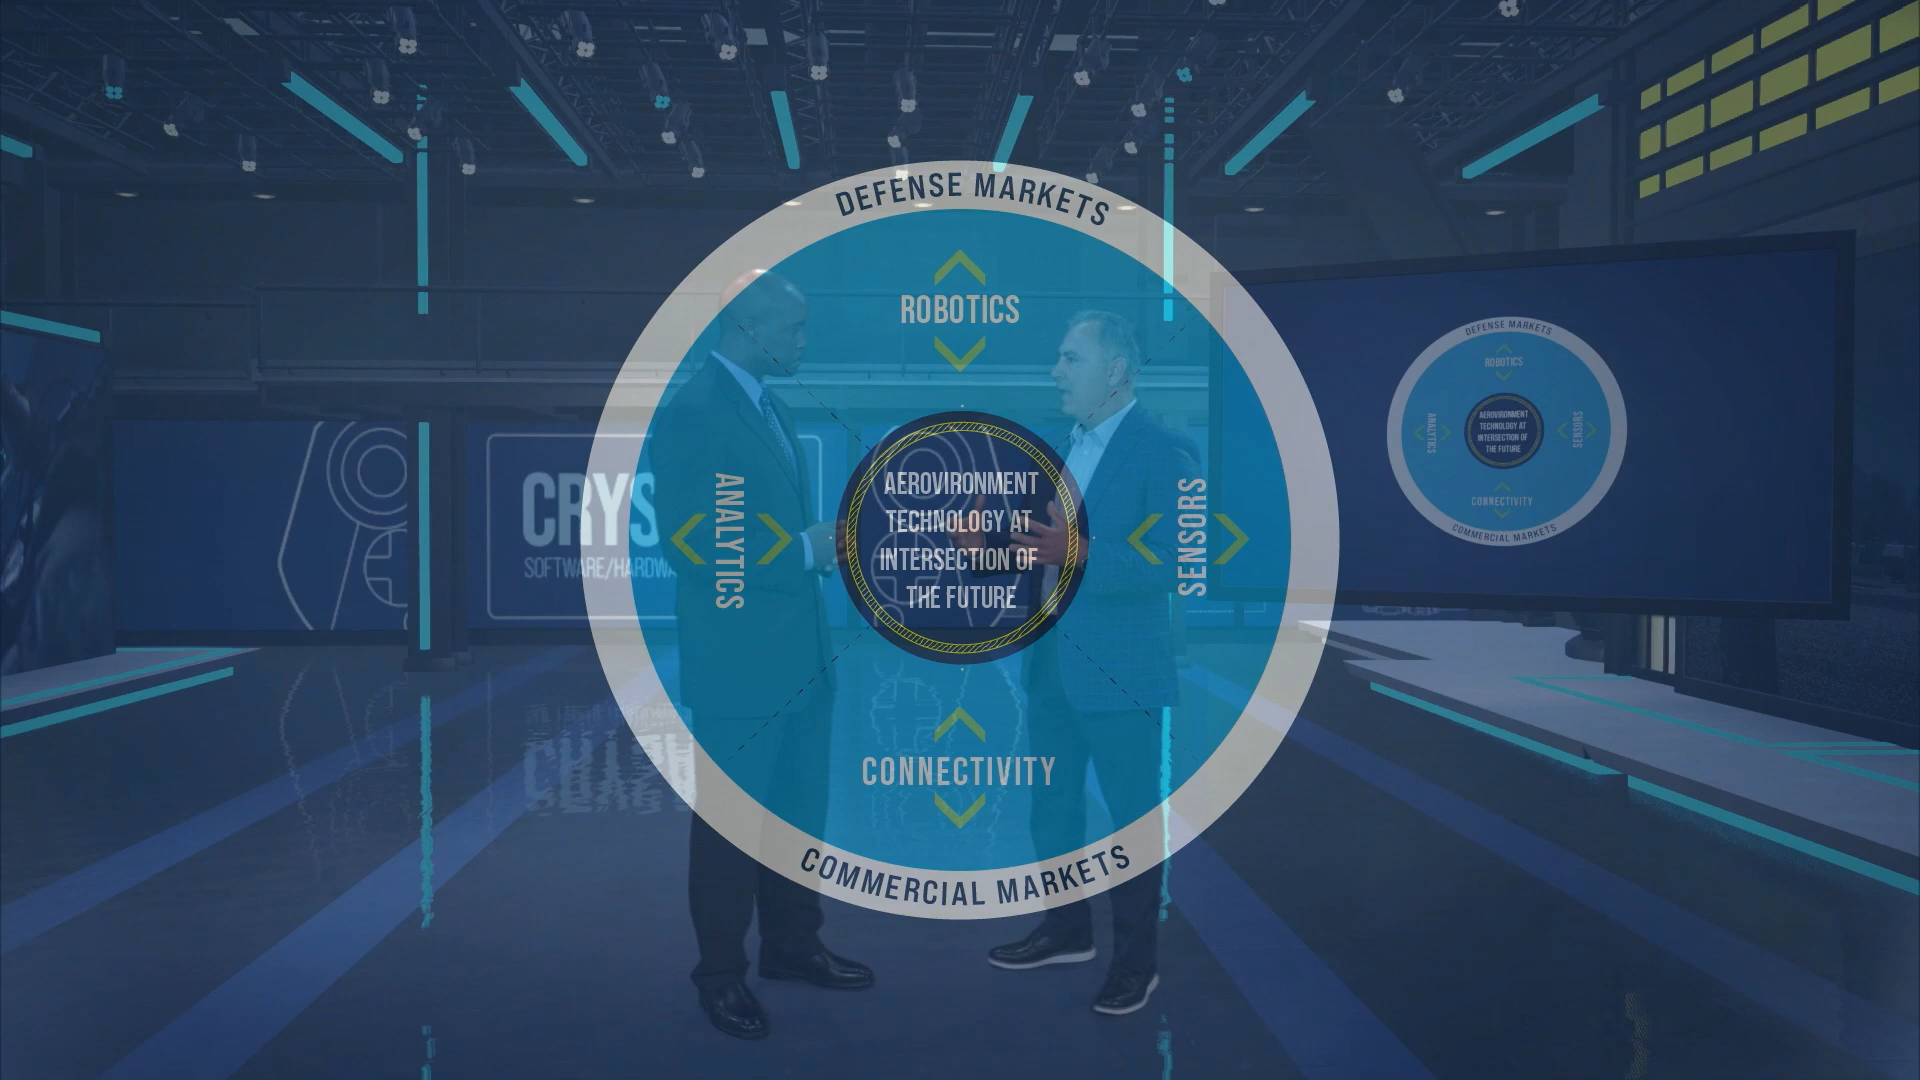 DEFENSE MARKETS
ROBOTICS
ANALYTICS
AEROVIRONMENT
TECHNOLOGY AT
INTERSECTION OF
THE FUTURE
SENSORS
CONNECTIVITY
COMMERCIAL MARKETS
CRYS
SOFTWARE/HARDWA
DEFENSE MARKETS
ROBOTICS
ANALYTICS
AEROVIRONMENT
TECHNOLOGY AT
INTERSECTION OF
THE FUTURE
SENSORS
CONNECTIVITY
COMMERCIAL MARKETS